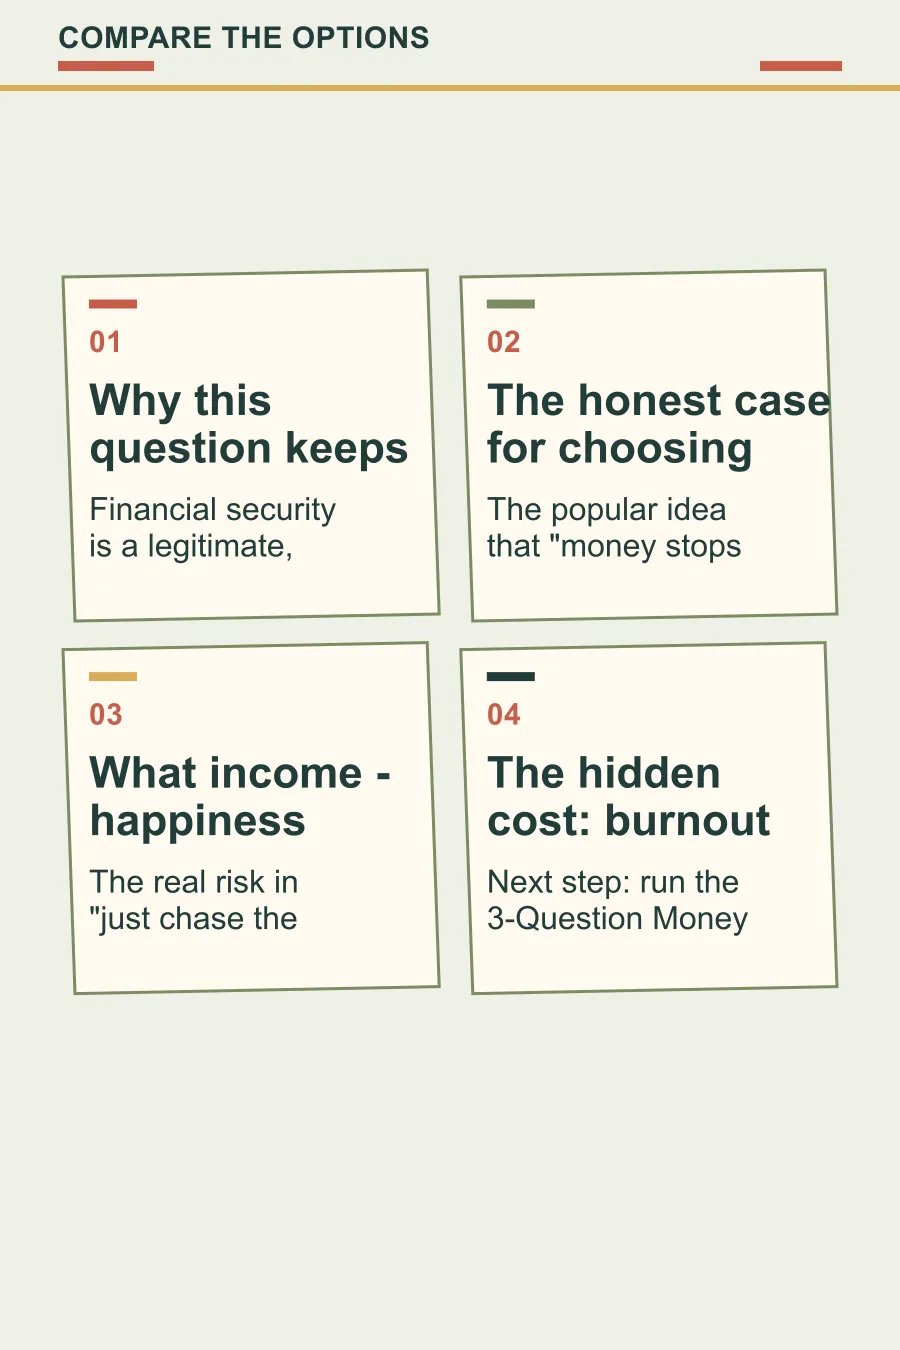 COMPARE THE OPTIONS
01
Why this
question keeps
Financial security
is a legitimate,
02
The honest case
for choosing
The popular idea
that "money stops
03
What income -
happiness
The real risk in
"just chase the
04
The hidden
cost: burnout
Next step: run the
3-Question Money